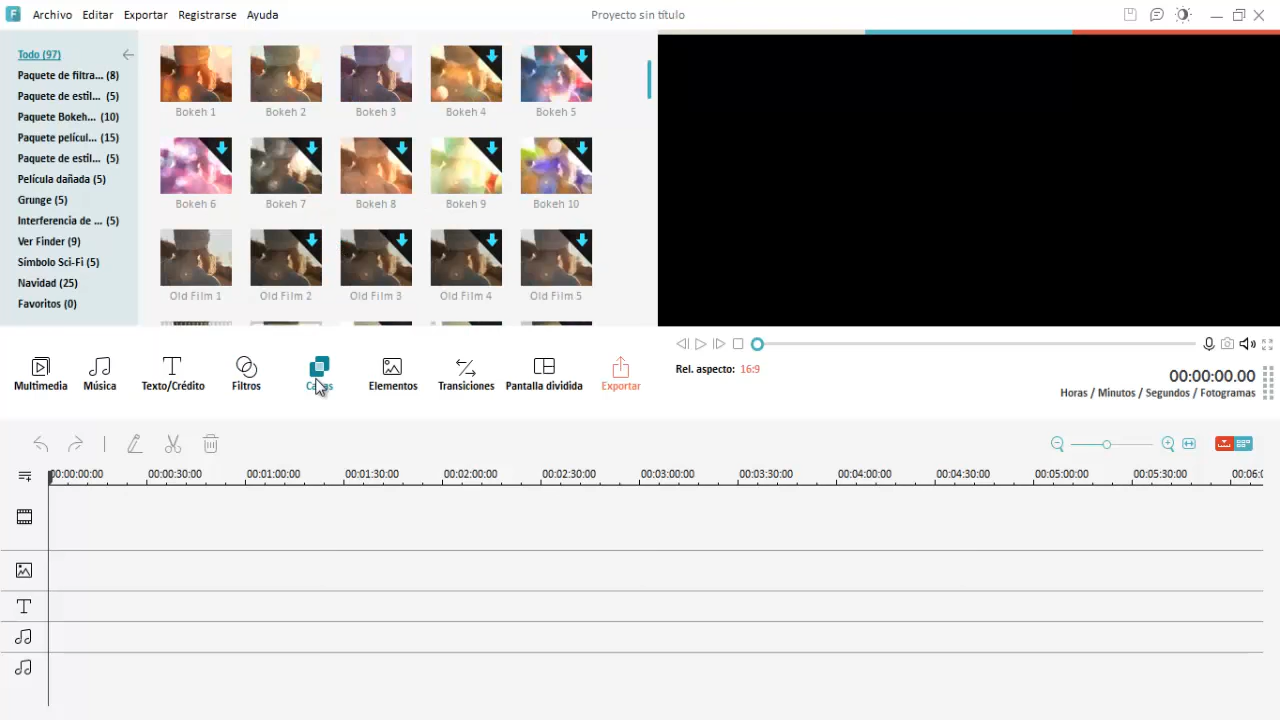 Archivo Editar Exportar Registrarse Ayuda
Proyecto sin título
Todo (97)
Paquete de filtra... (8)
Paquete de estil... (5)
Paquete Bokeh... (10)
Paquete películ... (15)
Paquete de estil... (5)
Película dañada (5)
Grunge (5)
Interferencia de ... (5)
Ver Finder (9)
Símbolo Sci-Fi (5)
Navidad (25)
Favoritos (0)
Bokeh 1 Bokeh 2 Bokeh 3 Bokeh 4 Bokeh 5
Bokeh 6 Bokeh 7 Bokeh 8 Bokeh 9 Bokeh 10
Old Film 1 Old Film 2 Old Film 3 Old Film 4 Old Film 5
Multimedia Música Texto/Crédito Filtros Elementos Transiciones Pantalla dividida Exportar
Rel. aspecto: 16:9
00:00:00.00
Horas / Minutos / Segundos / Fotogramas
00:00:00:00 00:00:30:00 00:01:00:00 00:01:30:00 00:02:00:00 00:02:30:00 00:03:00:00 00:03:30:00 00:04:00:00 00:04:30:00 00:05:00:00 00:05:30:00 00:06:0